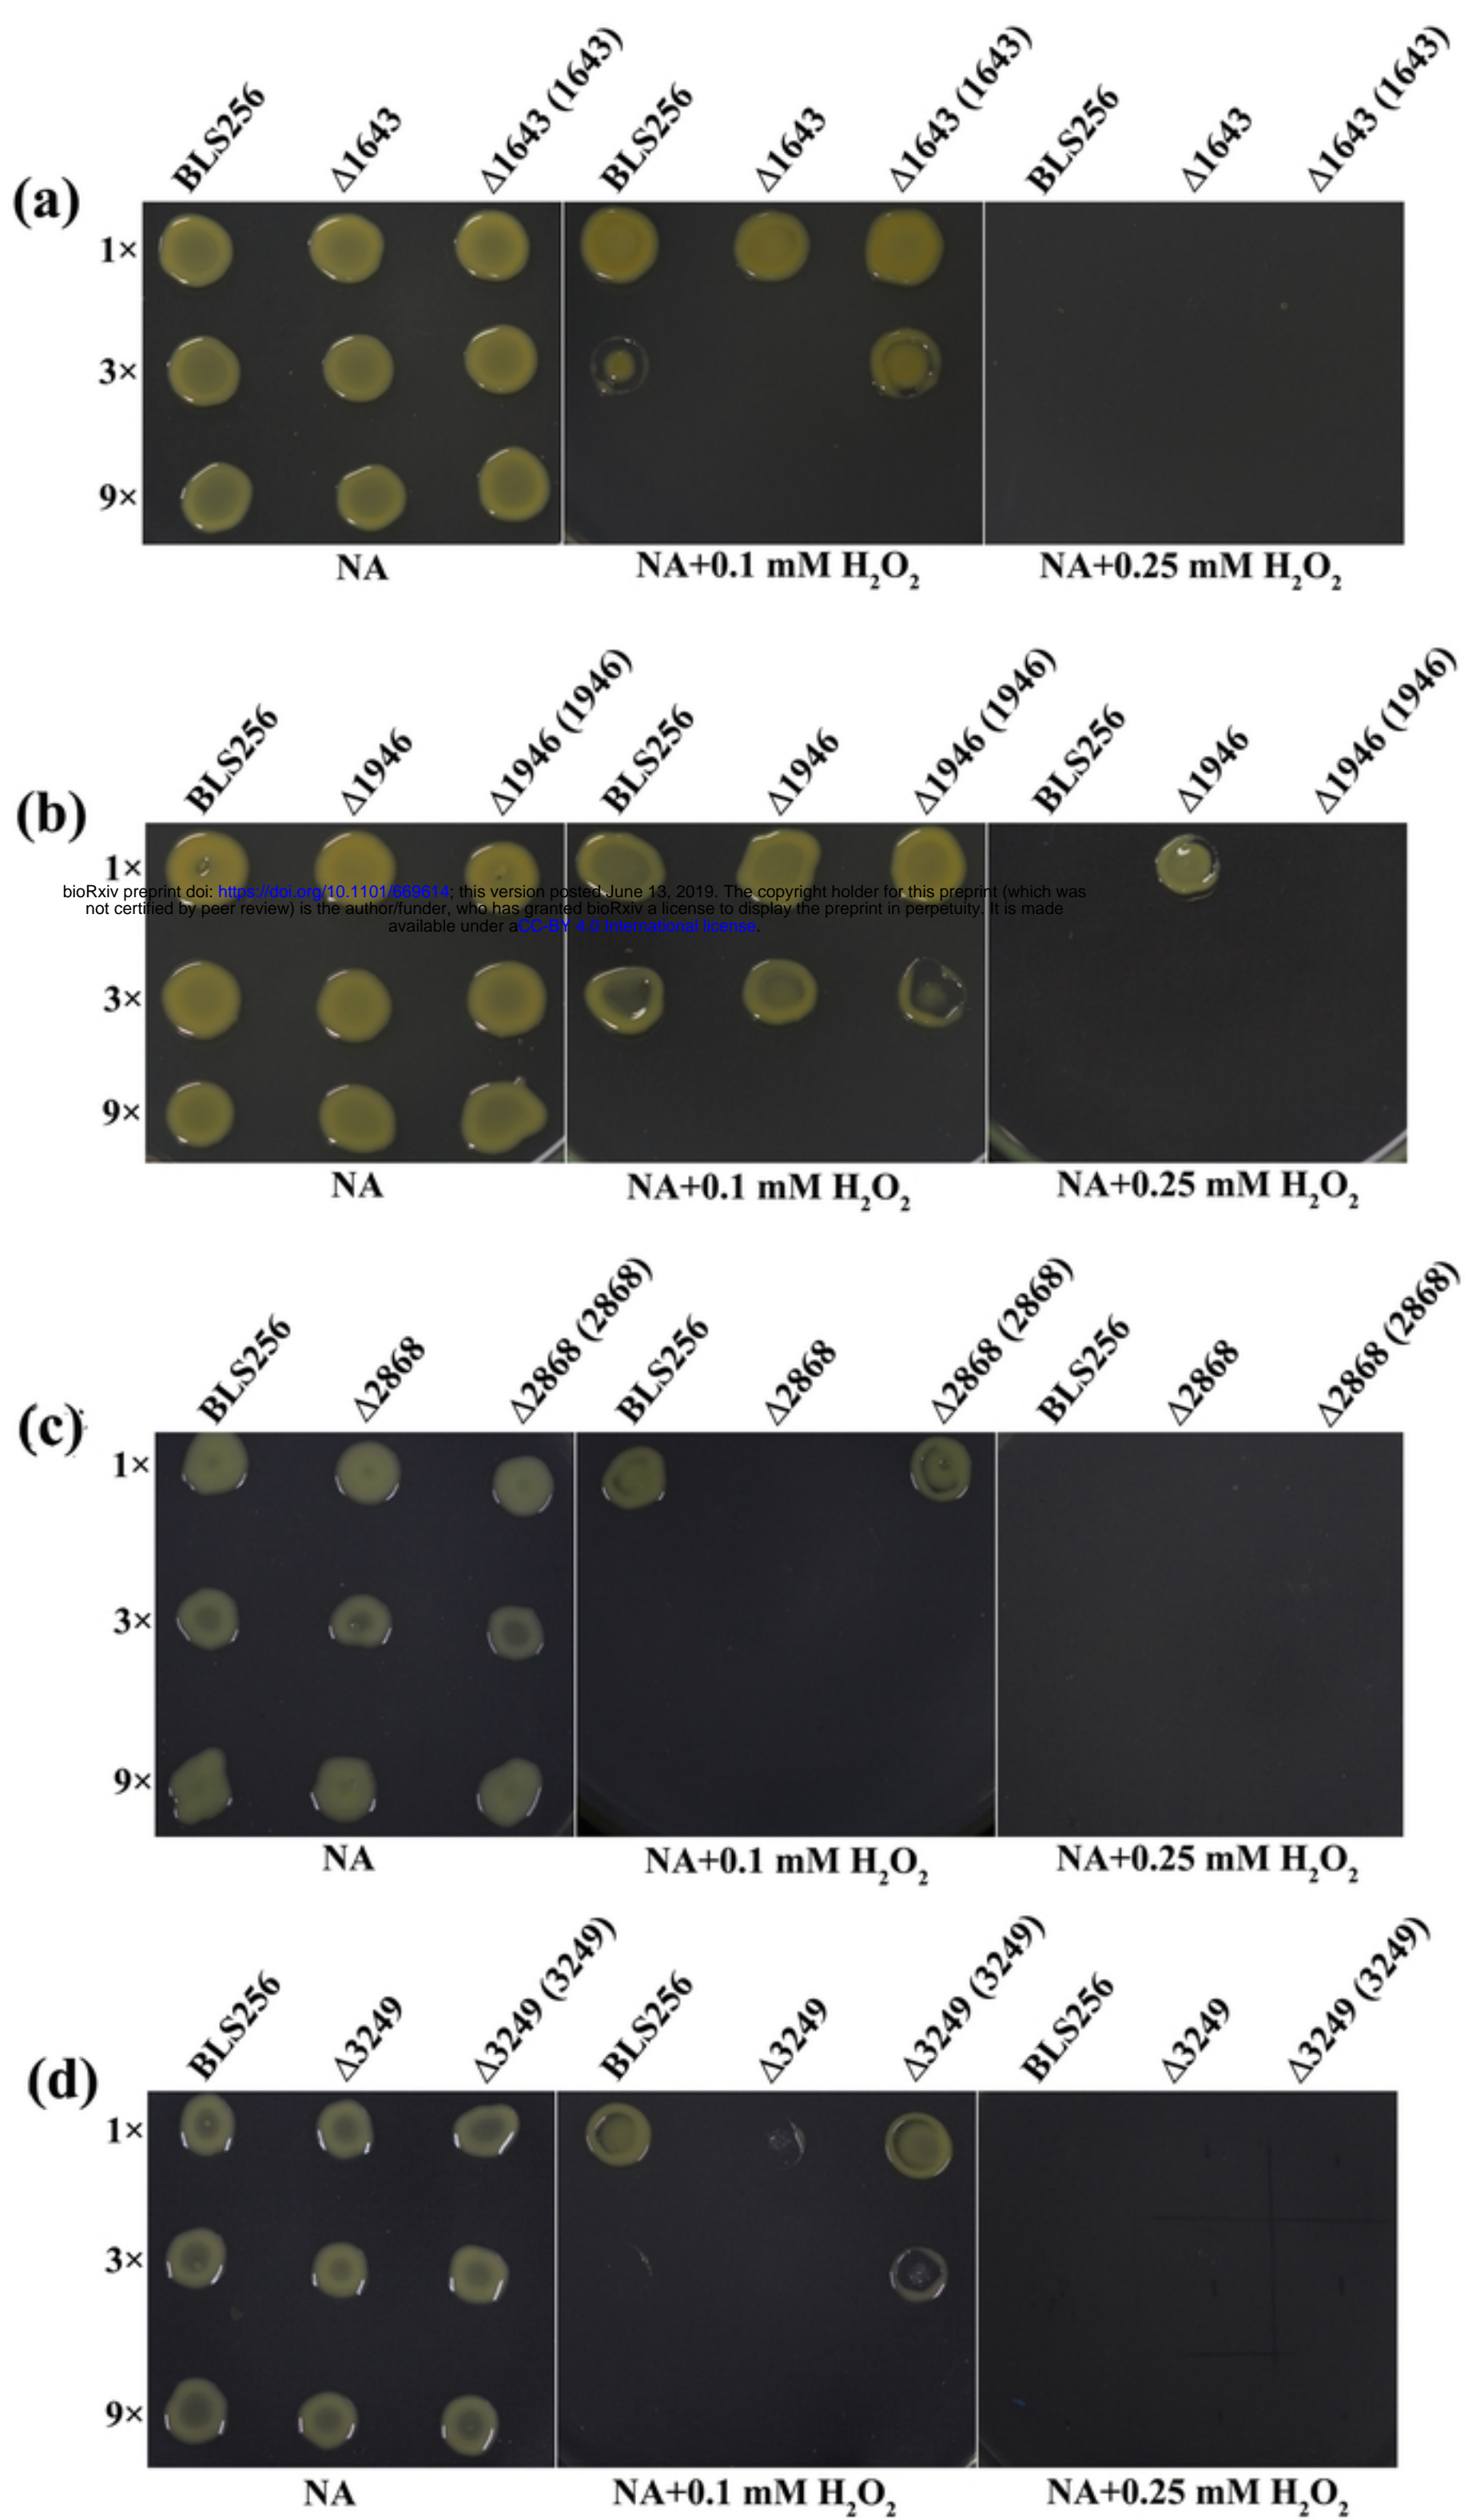 (a)
BLS256 Δ1643 Δ1643 (1643) BLS256 Δ1643 Δ1643 (1643) BLS256 Δ1643 Δ1643 (1643)
1×
3×
9×
NA NA+0.1 mM H₂O₂ NA+0.25 mM H₂O₂
(b)
BLS256 Δ1946 Δ1946 (1946) BLS256 Δ1946 Δ1946 (1946) BLS256 Δ1946 Δ1946 (1946)
1×
bioRxiv preprint doi: https://doi.org/10.1101/669614; this version posted June 13, 2019. The copyright holder for this preprint (which was
not certified by peer review) is the author/funder, who has granted bioRxiv a license to display the preprint in perpetuity. It is made
available under aCC-BY 4.0 International license.
3×
9×
NA NA+0.1 mM H₂O₂ NA+0.25 mM H₂O₂
(c)
BLS256 Δ2868 Δ2868 (2868) BLS256 Δ2868 Δ2868 (2868) BLS256 Δ2868 Δ2868 (2868)
1×
3×
9×
NA NA+0.1 mM H₂O₂ NA+0.25 mM H₂O₂
(d)
BLS256 Δ3249 Δ3249 (3249) BLS256 Δ3249 Δ3249 (3249) BLS256 Δ3249 Δ3249 (3249)
1×
3×
9×
NA NA+0.1 mM H₂O₂ NA+0.25 mM H₂O₂